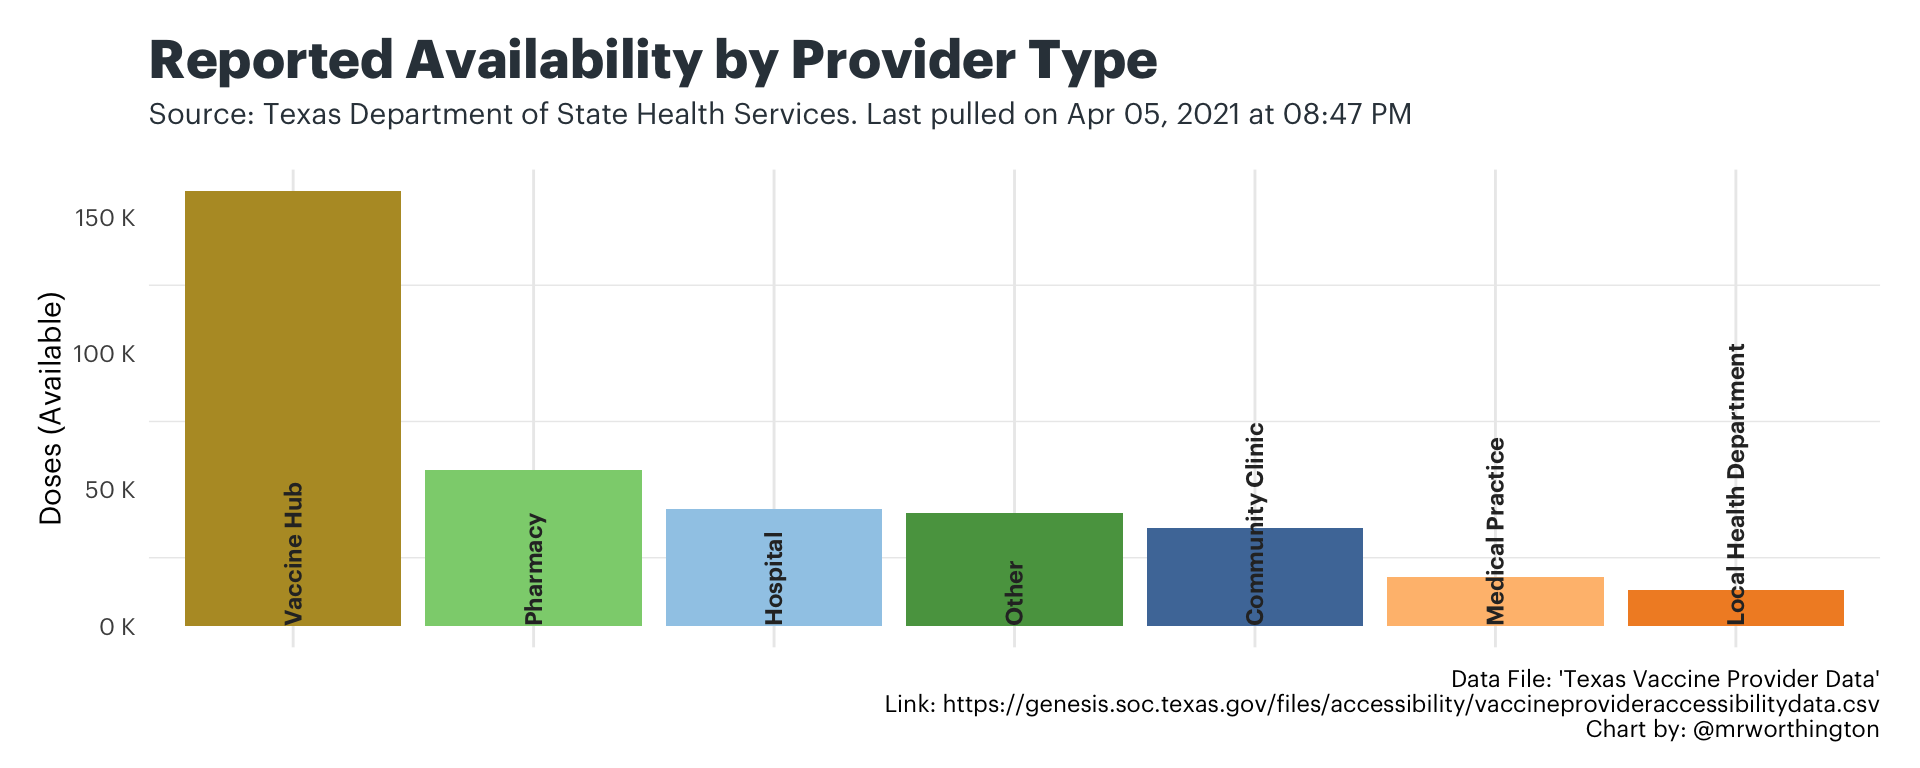 Reported Availability by Provider Type
Source: Texas Department of State Health Services. Last pulled on Apr 05, 2021 at 08:47 PM
Doses (Available)
150 K
100 K
50 K
0 K
Vaccine Hub
Pharmacy
Hospital
Other
Community Clinic
Medical Practice
Local Health Department
Data File: 'Texas Vaccine Provider Data'
Link: https://genesis.soc.texas.gov/files/accessibility/vaccineprovideraccessibilitydata.csv
Chart by: @mrworthington